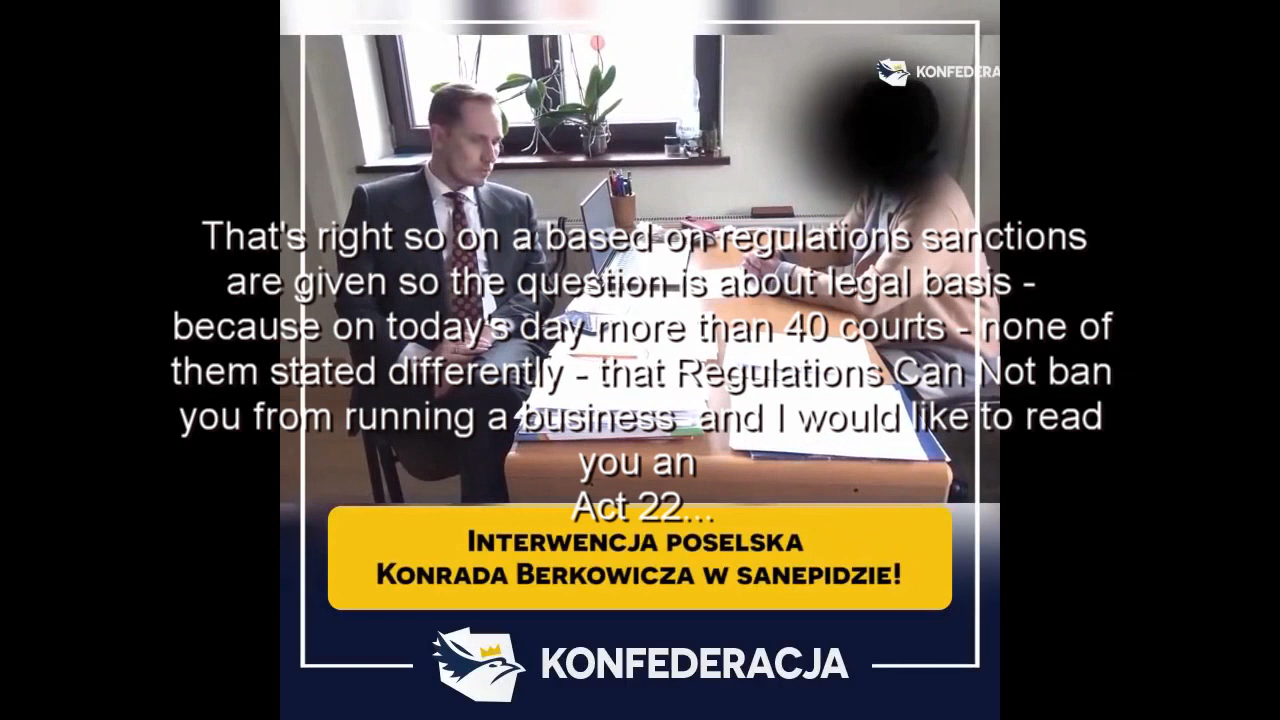 KONFEDERA
That's right so on a based on regulations sanctions
are given so the question is about legal basis -
because on today's day more than 40 courts - none of
them stated differently - that Regulations Can Not ban
you from running a business and I would like to read
you an
Act 22...
Interwencja poselska
Konrada Berkowicza w sanepidzie!
KONFEDERACJA